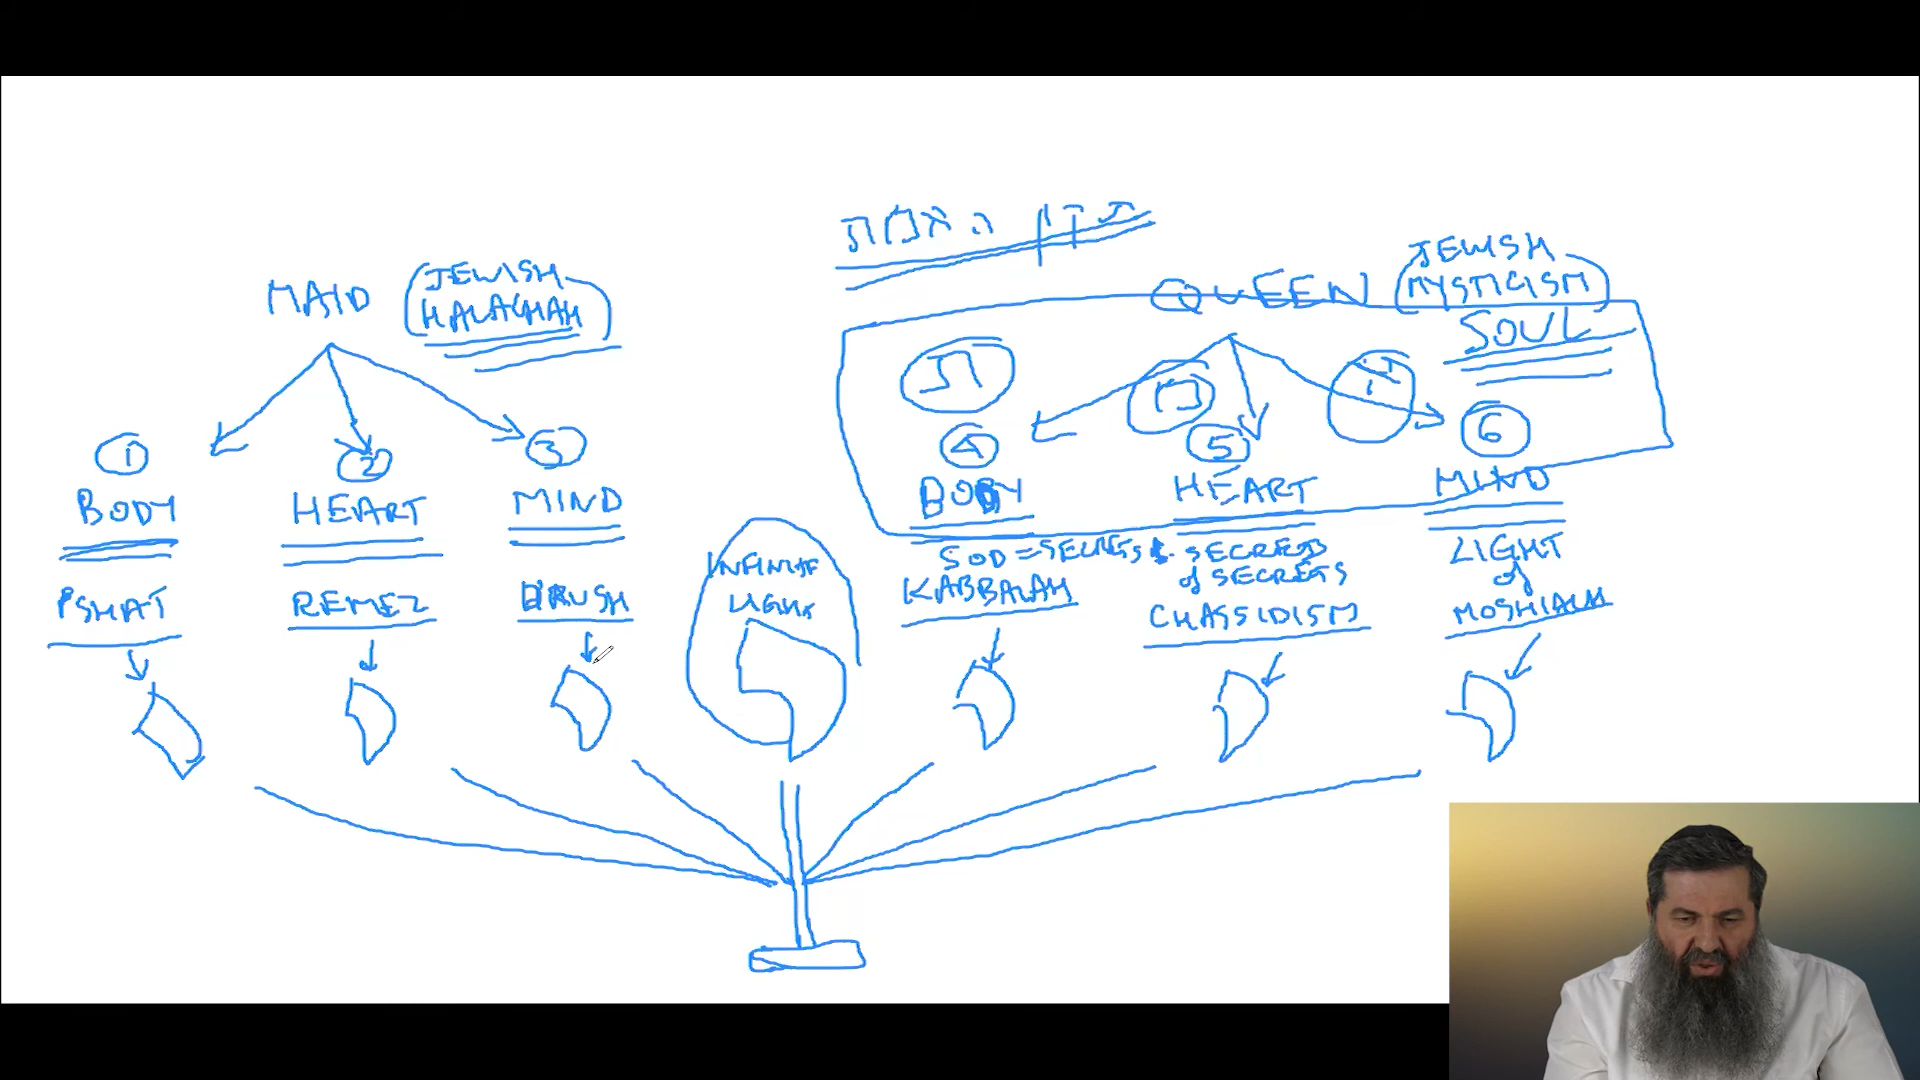 האמת
JEWISH
MYSTICISM
QUEEN
SOUL
MAID
JEWISH
HALACHAH
1
2
3
4
5
6
BODY
HEART
MIND
BODY
HEART
MIND
PSHAT
REMEZ
DRUSH
INFINITE
LIGHT
SOD = SECRETS
KABBALAH
SECRETS
of SECRETS
CHASSIDISM
LIGHT
of
MOSHIACH